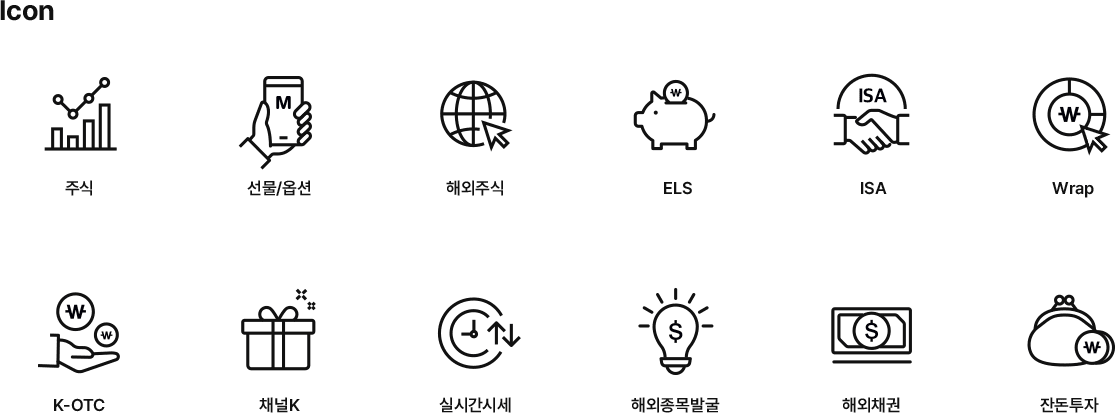 Icon
M
₩
ISA
₩
주식
선물/옵션
해외주식
ELS
ISA
Wrap
₩
₩
$
$
₩
K-OTC
채널K
실시간시세
해외종목발굴
해외채권
잔돈투자